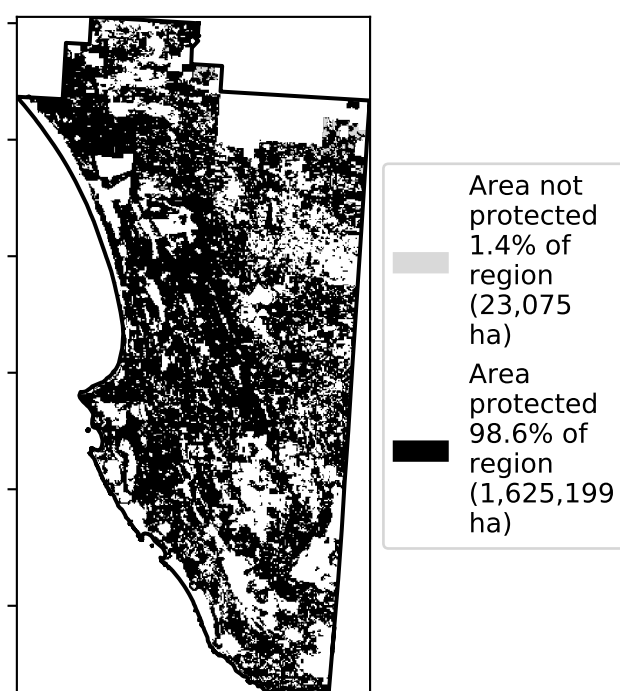 Area not
protected
1.4% of
region
(23,075
ha)
Area
protected
98.6% of
region
(1,625,199
ha)